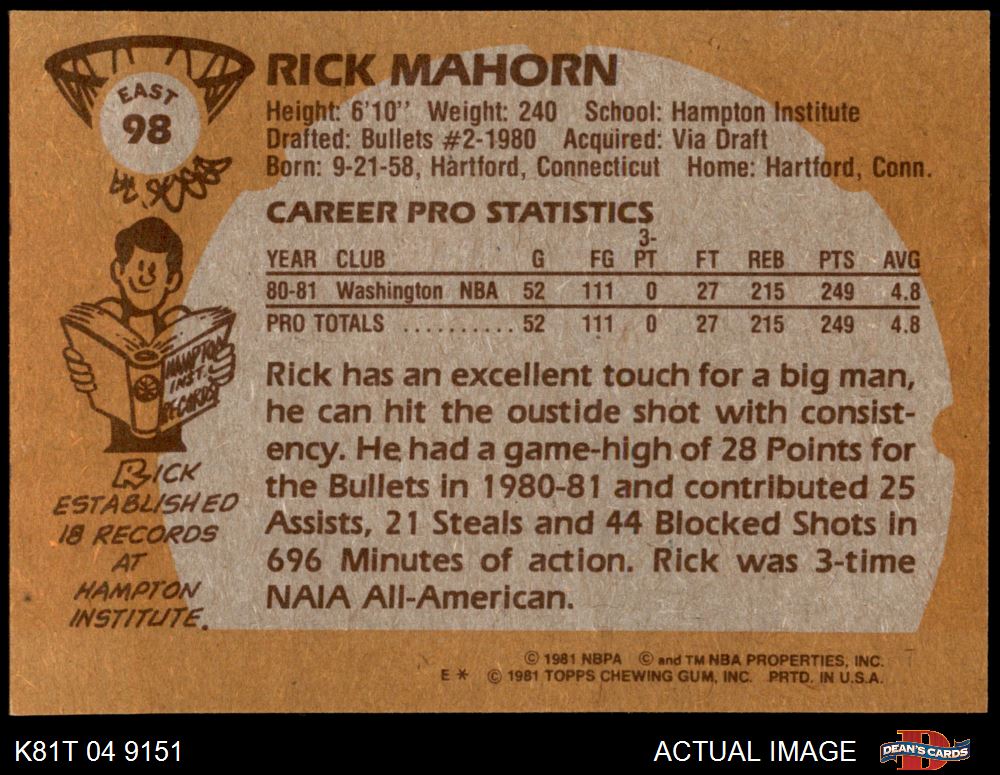 EAST
98
RICK MAHORN
Height: 6'10'' Weight: 240 School: Hampton Institute
Drafted: Bullets #2-1980 Acquired: Via Draft
Born: 9-21-58, Hartford, Connecticut Home: Hartford, Conn.
CAREER PRO STATISTICS
YEAR CLUB G FG 3-PT FT REB PTS AVG
80-81 Washington NBA 52 111 0 27 215 249 4.8
PRO TOTALS .......... 52 111 0 27 215 249 4.8
Rick has an excellent touch for a big man,
he can hit the oustide shot with consist-
ency. He had a game-high of 28 Points for
the Bullets in 1980-81 and contributed 25
Assists, 21 Steals and 44 Blocked Shots in
696 Minutes of action. Rick was 3-time
NAIA All-American.
HAMPTON
INST.
RECORDS
RICK
ESTABLISHED
18 RECORDS
AT
HAMPTON
INSTITUTE.
© 1981 NBPA © and TM NBA PROPERTIES, INC.
E * © 1981 TOPPS CHEWING GUM, INC. PRTD. IN U.S.A.
K81T 04 9151
ACTUAL IMAGE
DEAN'S CARDS